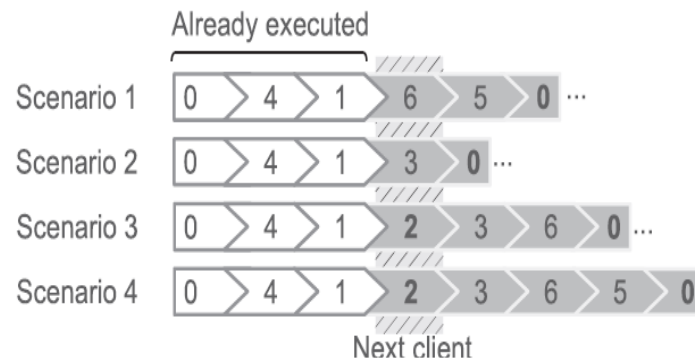 Already executed
Scenario 1 0 4 1 6 5 0 ...
Scenario 2 0 4 1 3 0 ...
Scenario 3 0 4 1 2 3 6 0 ...
Scenario 4 0 4 1 2 3 6 5 0
Next client